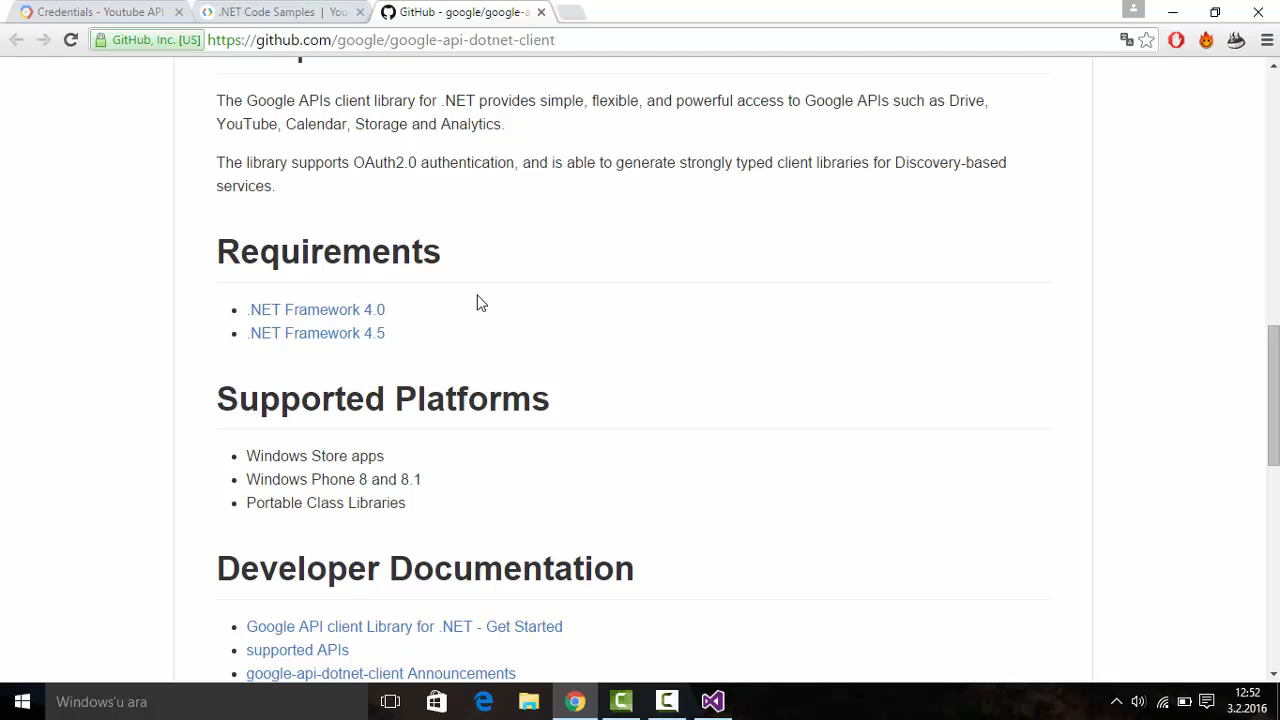 Credentials - Youtube API
.NET Code Samples | You
GitHub - google/google-a
GitHub, Inc. [US]
https://github.com/google/google-api-dotnet-client
The Google APIs client library for .NET provides simple, flexible, and powerful access to Google APIs such as Drive,
YouTube, Calendar, Storage and Analytics.
The library supports OAuth2.0 authentication, and is able to generate strongly typed client libraries for Discovery-based
services.
Requirements
.NET Framework 4.0
.NET Framework 4.5
Supported Platforms
Windows Store apps
Windows Phone 8 and 8.1
Portable Class Libraries
Developer Documentation
Google API client Library for .NET - Get Started
supported APIs
google-api-dotnet-client Announcements
Windows'u ara
12:52
3.2.2016